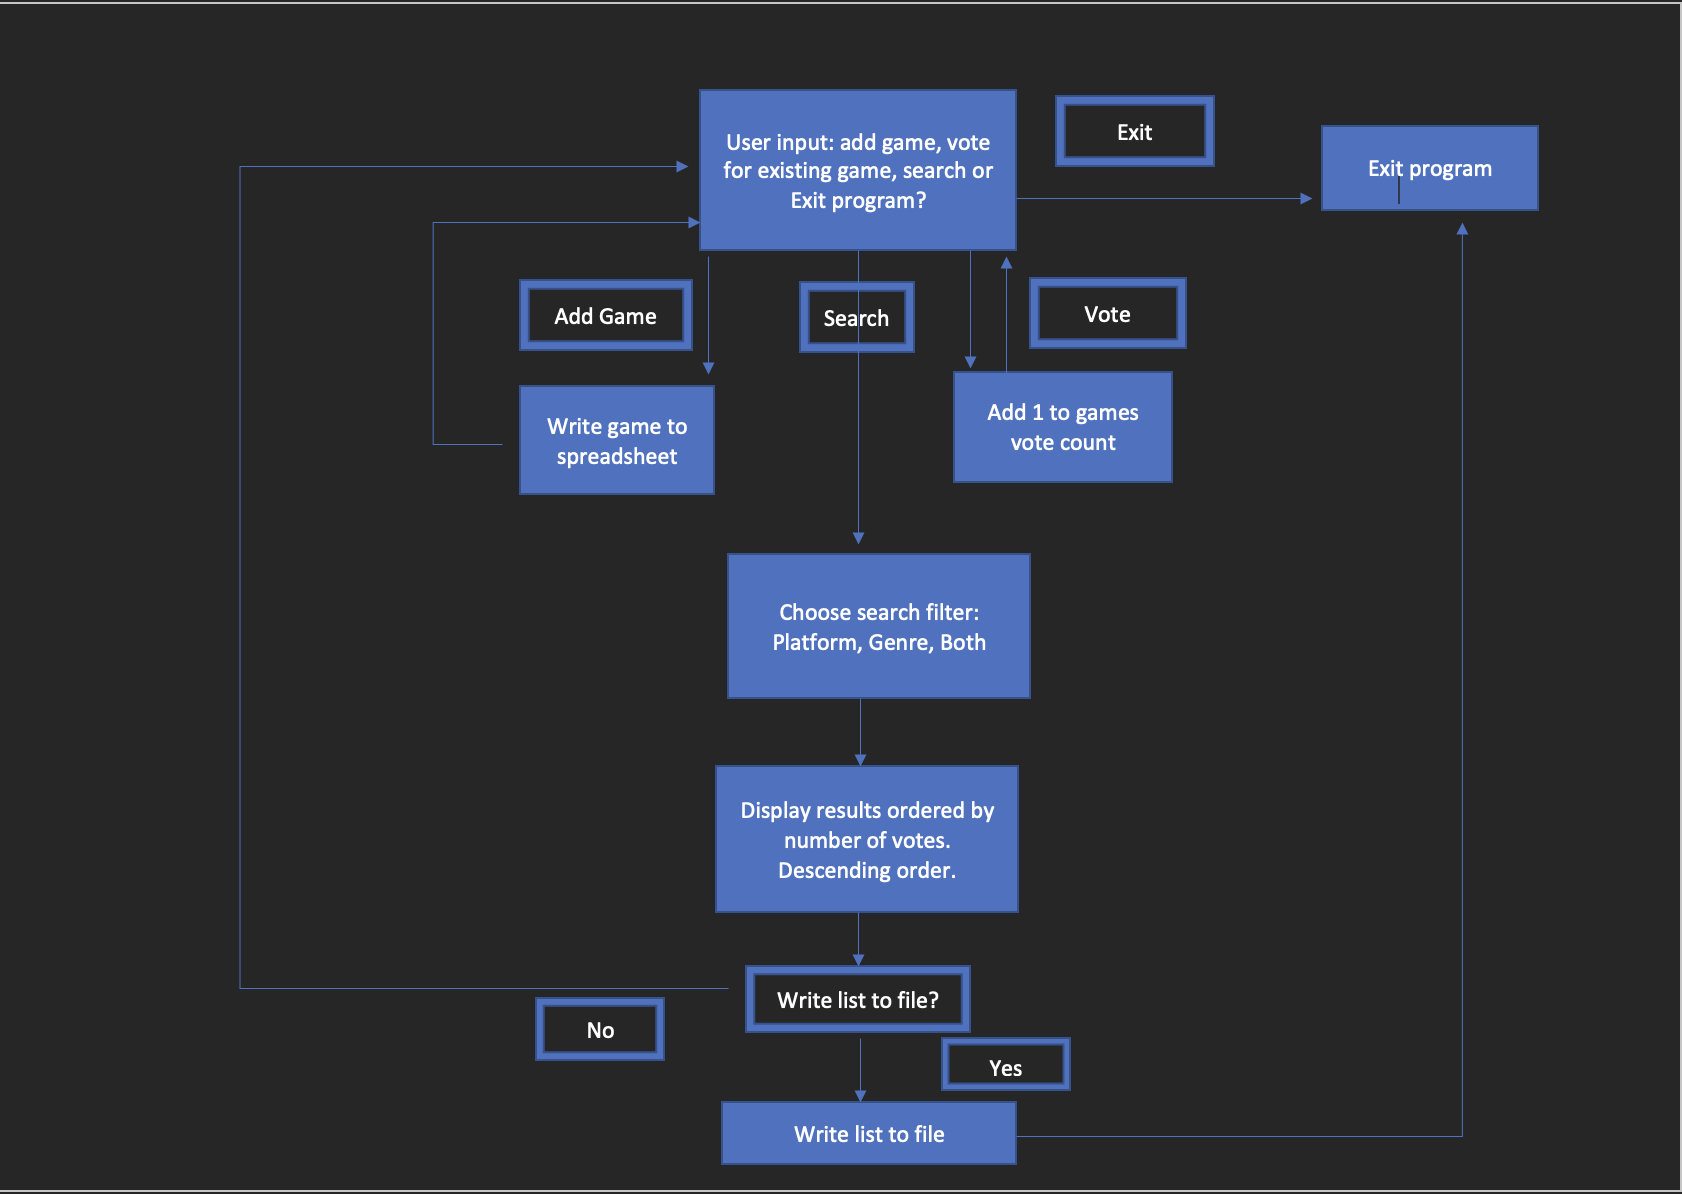 User input: add game, vote
for existing game, search or
Exit program?
Exit
Exit program
Add Game
Search
Vote
Write game to
spreadsheet
Add 1 to games
vote count
Choose search filter:
Platform, Genre, Both
Display results ordered by
number of votes.
Descending order.
Write list to file?
No
Yes
Write list to file